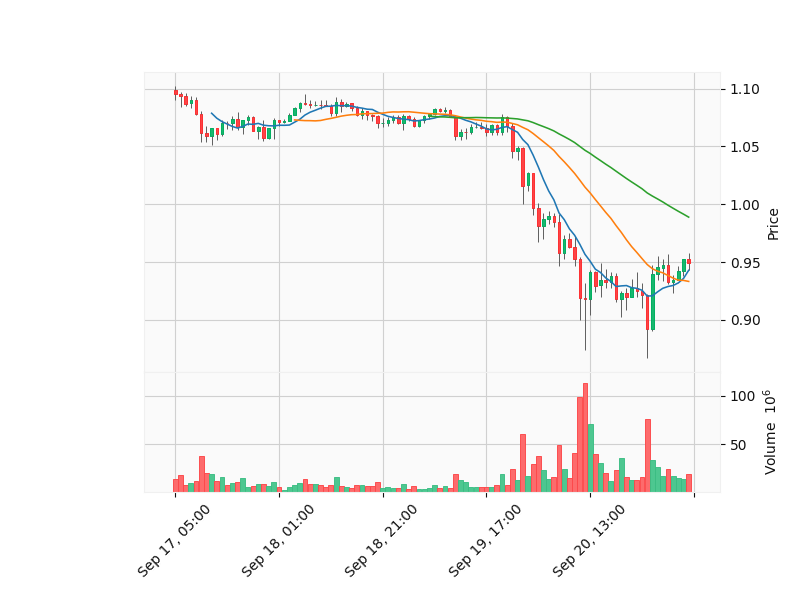 1.10
1.05
1.00
0.95
0.90
Price
100
50
Volume 10^6
Sep 17, 05:00
Sep 18, 01:00
Sep 18, 21:00
Sep 19, 17:00
Sep 20, 13:00